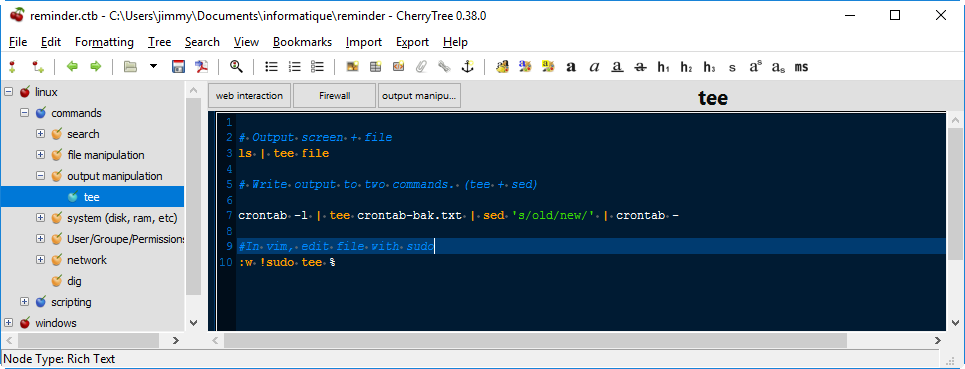 reminder.ctb - C:\Users\jimmy\Documents\informatique\reminder - CherryTree 0.38.0
File Edit Formatting Tree Search View Bookmarks Import Export Help
a a a a h1 h2 h3 s as as ms
linux
commands
search
file manipulation
output manipulation
tee
system (disk, ram, etc)
User/Groupe/Permissions
network
dig
scripting
windows
web interaction Firewall output manipu... tee
1
2 # Output screen + file
3 ls | tee file
4
5 # Write output to two commands. (tee + sed)
6
7 crontab -l | tee crontab-bak.txt | sed 's/old/new/' | crontab -
8
9 #In vim, edit file with sudo
10 :w !sudo tee %
Node Type: Rich Text